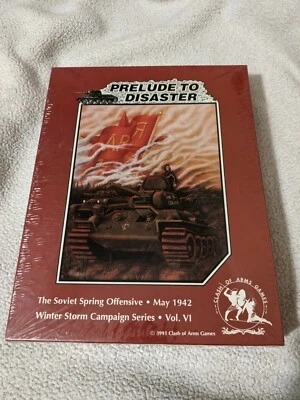 PRELUDE TO
DISASTER
The Soviet Spring Offensive • May 1942
Winter Storm Campaign Series • Vol. VI
CLASH OF ARMS GAMES
© 1993 Clash of Arms Games